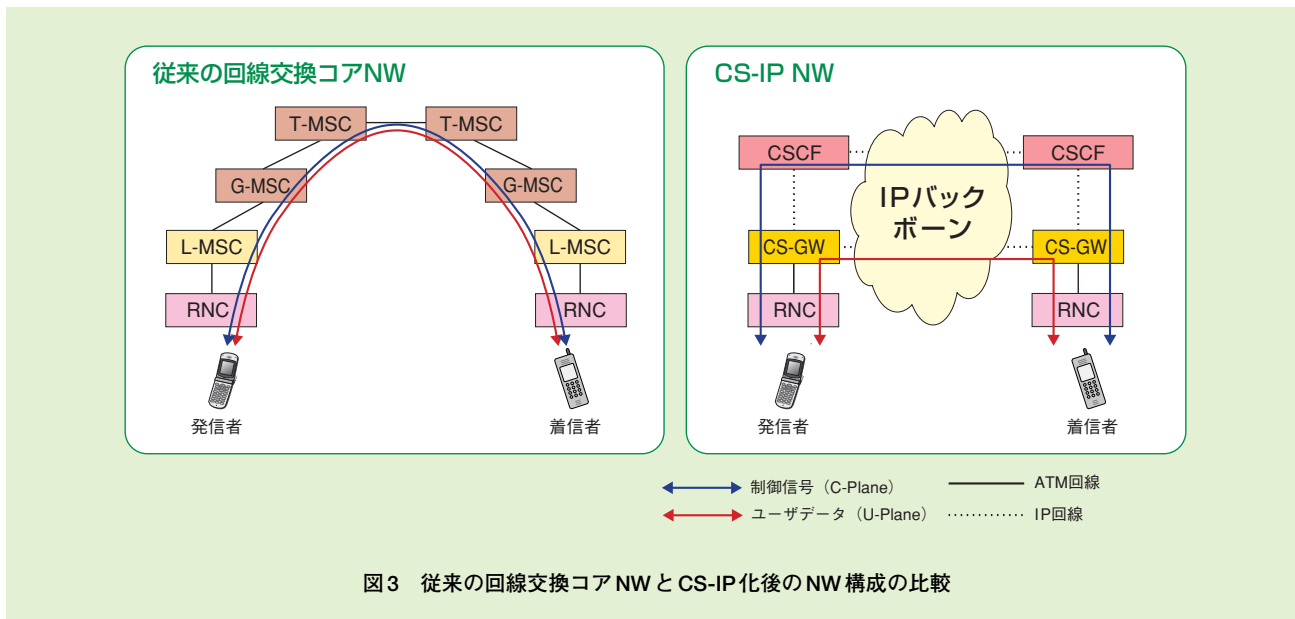 従来の回線交換コアNW
T-MSC
T-MSC
G-MSC
G-MSC
L-MSC
L-MSC
RNC
RNC
発信者
着信者
CS-IP NW
CSCF
CSCF
IPバック
ボーン
CS-GW
CS-GW
RNC
RNC
発信者
着信者
制御信号（C-Plane）
ATM回線
ユーザデータ（U-Plane）
IP回線
図3　従来の回線交換コアNWとCS-IP化後のNW構成の比較